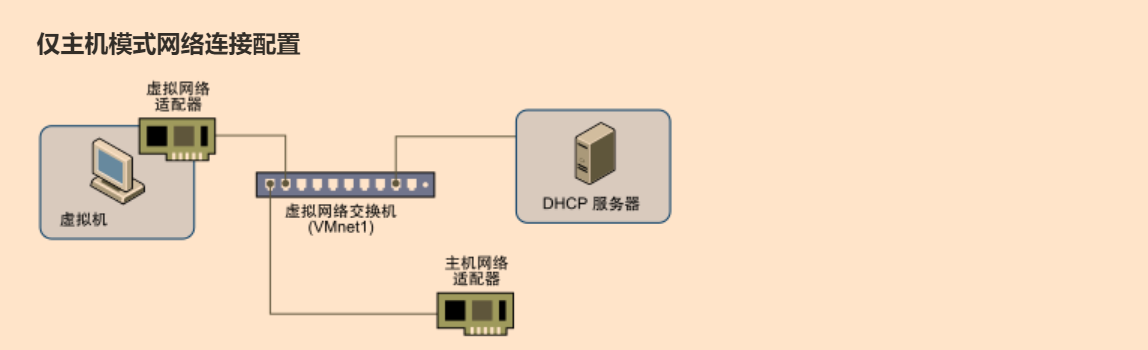 仅主机模式网络连接配置
虚拟网络
适配器
虚拟机
虚拟网络交换机
(VMnet1)
DHCP 服务器
主机网络
适配器